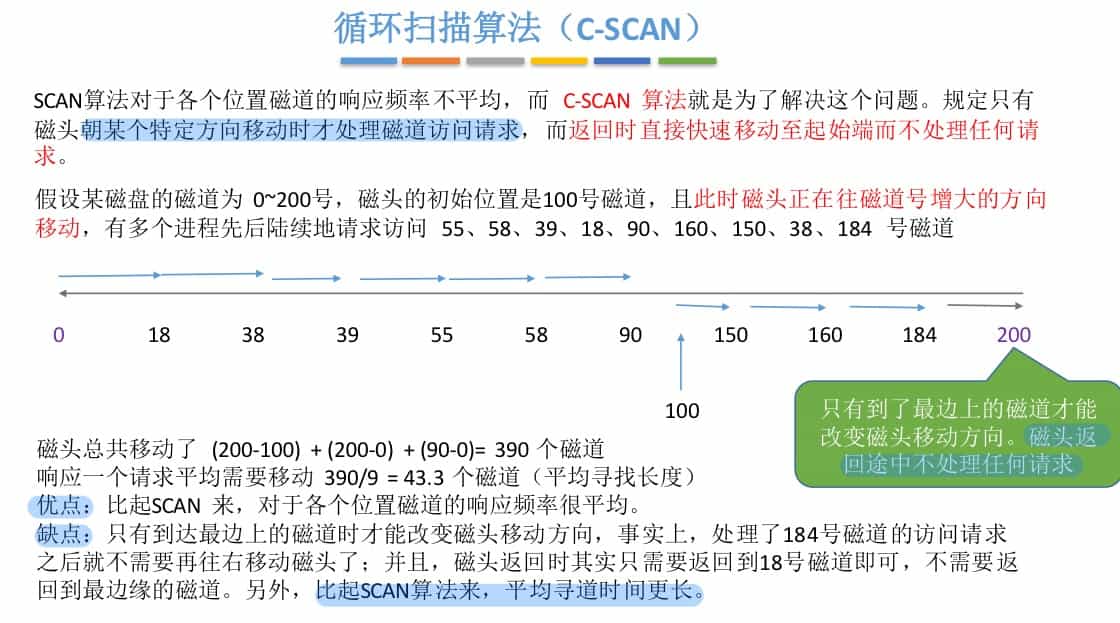 循环扫描算法（C-SCAN）
SCAN算法对于各个位置磁道的响应频率不平均，而 C-SCAN 算法就是为了解决这个问题。规定只有
磁头朝某个特定方向移动时才处理磁道访问请求，而返回时直接快速移动至起始端而不处理任何请
求。
假设某磁盘的磁道为 0~200号，磁头的初始位置是100号磁道，且此时磁头正在往磁道号增大的方向
移动，有多个进程先后陆续地请求访问 55、58、39、18、90、160、150、38、184 号磁道
0 18 38 39 55 58 90 150 160 184 200
100
只有到了最边上的磁道才能
改变磁头移动方向。磁头返
回途中不处理任何请求
磁头总共移动了 (200-100) + (200-0) + (90-0)= 390 个磁道
响应一个请求平均需要移动 390/9 = 43.3 个磁道（平均寻找长度）
优点：比起SCAN 来，对于各个位置磁道的响应频率很平均。
缺点：只有到达最边上的磁道时才能改变磁头移动方向，事实上，处理了184号磁道的访问请求
之后就不需要再往右移动磁头了；并且，磁头返回时其实只需要返回到18号磁道即可，不需要返
回到最边缘的磁道。另外，比起SCAN算法来，平均寻道时间更长。